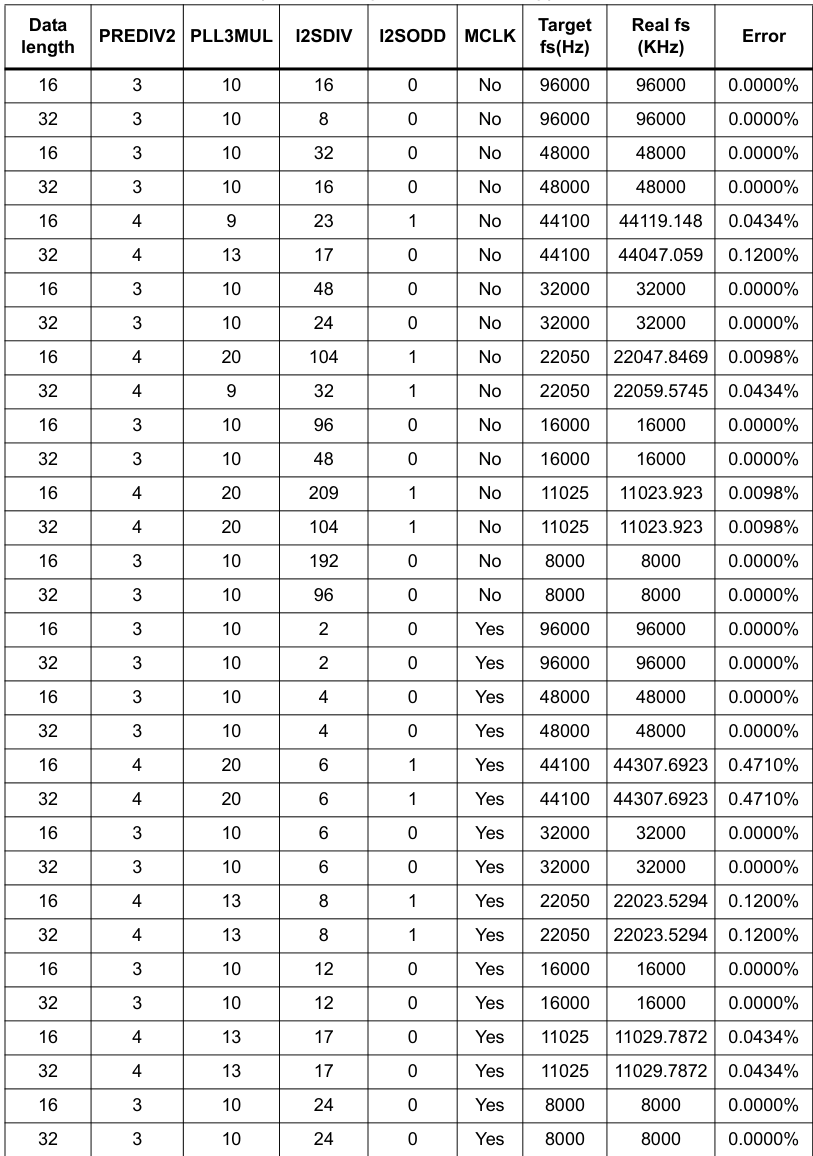 Data length PREDIV2 PLL3MUL I2SDIV I2SODD MCLK Target fs(Hz) Real fs (KHz) Error
16 3 10 16 0 No 96000 96000 0.0000%
32 3 10 8 0 No 96000 96000 0.0000%
16 3 10 32 0 No 48000 48000 0.0000%
32 3 10 16 0 No 48000 48000 0.0000%
16 4 9 23 1 No 44100 44119.148 0.0434%
32 4 13 17 0 No 44100 44047.059 0.1200%
16 3 10 48 0 No 32000 32000 0.0000%
32 3 10 24 0 No 32000 32000 0.0000%
16 4 20 104 1 No 22050 22047.8469 0.0098%
32 4 9 32 1 No 22050 22059.5745 0.0434%
16 3 10 96 0 No 16000 16000 0.0000%
32 3 10 48 0 No 16000 16000 0.0000%
16 4 20 209 1 No 11025 11023.923 0.0098%
32 4 20 104 1 No 11025 11023.923 0.0098%
16 3 10 192 0 No 8000 8000 0.0000%
32 3 10 96 0 No 8000 8000 0.0000%
16 3 10 2 0 Yes 96000 96000 0.0000%
32 3 10 2 0 Yes 96000 96000 0.0000%
16 3 10 4 0 Yes 48000 48000 0.0000%
32 3 10 4 0 Yes 48000 48000 0.0000%
16 4 20 6 1 Yes 44100 44307.6923 0.4710%
32 4 20 6 1 Yes 44100 44307.6923 0.4710%
16 3 10 6 0 Yes 32000 32000 0.0000%
32 3 10 6 0 Yes 32000 32000 0.0000%
16 4 13 8 1 Yes 22050 22023.5294 0.1200%
32 4 13 8 1 Yes 22050 22023.5294 0.1200%
16 3 10 12 0 Yes 16000 16000 0.0000%
32 3 10 12 0 Yes 16000 16000 0.0000%
16 4 13 17 0 Yes 11025 11029.7872 0.0434%
32 4 13 17 0 Yes 11025 11029.7872 0.0434%
16 3 10 24 0 Yes 8000 8000 0.0000%
32 3 10 24 0 Yes 8000 8000 0.0000%